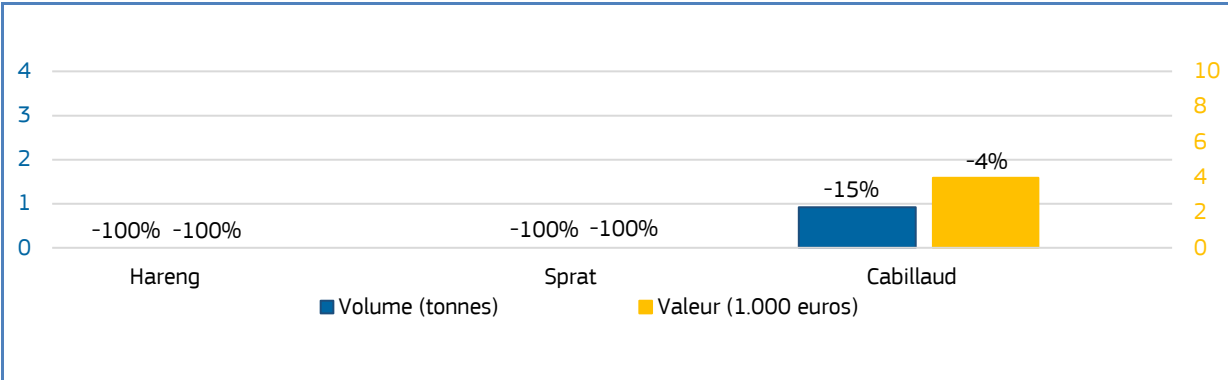 4 10
3 8
2 6
1 4
0 2
0
-100% -100% -100% -100% -15% -4%
Hareng Sprat Cabillaud
Volume (tonnes) Valeur (1.000 euros)